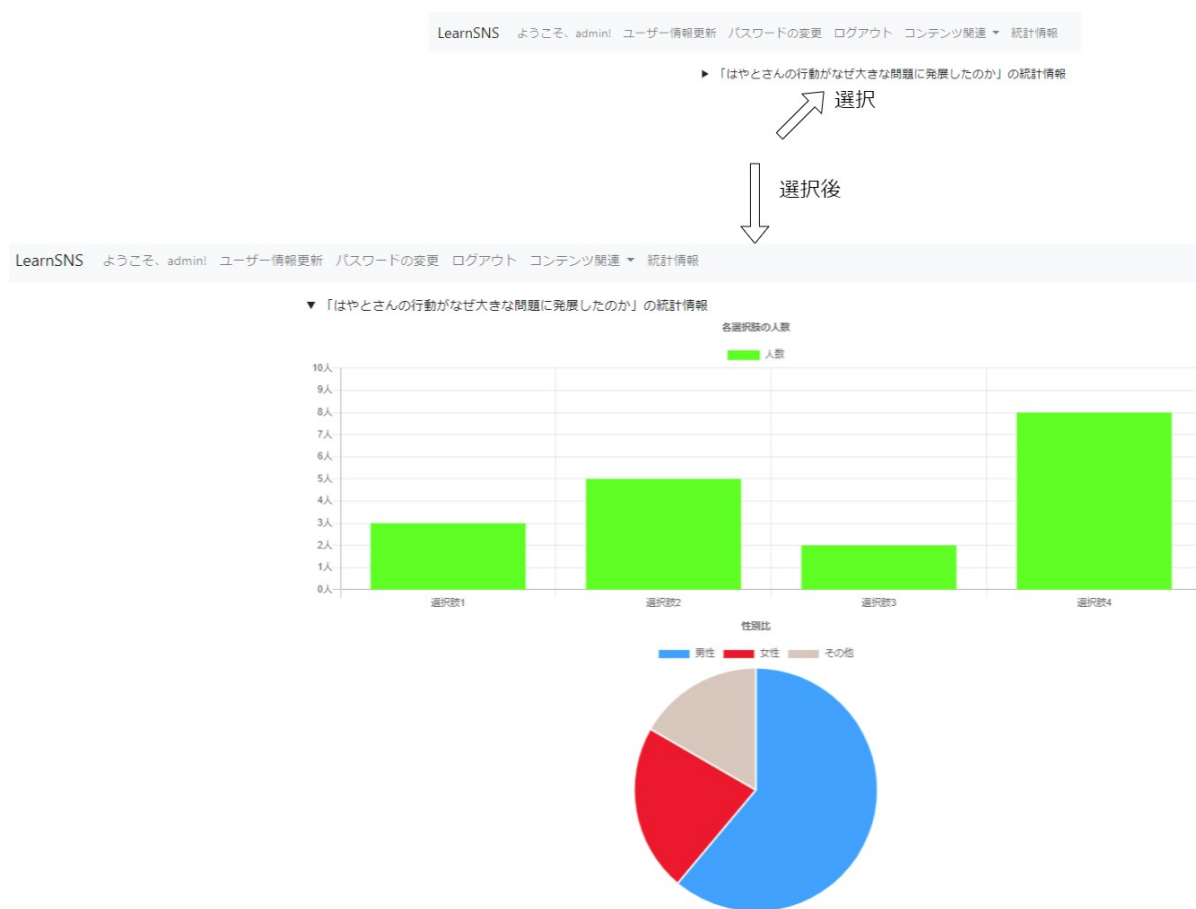 LearnSNS ようこそ、admin! ユーザー情報更新 パスワードの変更 ログアウト コンテンツ関連 ▼ 統計情報
▶ 「はやとさんの行動がなぜ大きな問題に発展したのか」の統計情報
選択
選択後
LearnSNS ようこそ、admin! ユーザー情報更新 パスワードの変更 ログアウト コンテンツ関連 ▼ 統計情報
▼ 「はやとさんの行動がなぜ大きな問題に発展したのか」の統計情報
各選択肢の人数
人数
10人
9人
8人
7人
6人
5人
4人
3人
2人
1人
0人
選択肢1 選択肢2 選択肢3 選択肢4
性別比
男性 女性 その他